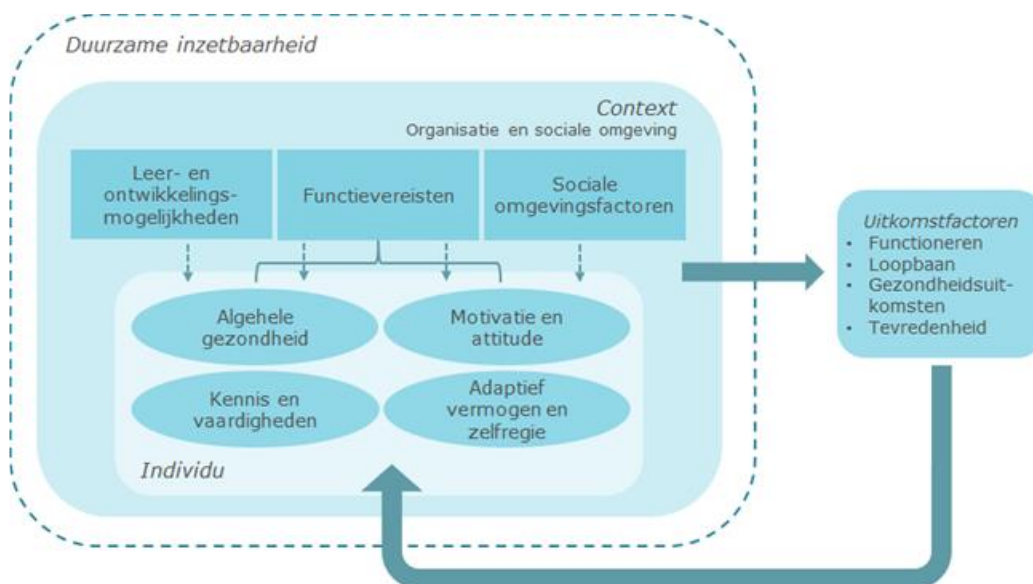 Duurzame inzetbaarheid
Context
Organisatie en sociale omgeving
Leer- en
ontwikkelings-
mogelijkheden
Functievereisten
Sociale
omgevingsfactoren
Algehele
gezondheid
Motivatie en
attitude
Kennis en
vaardigheden
Adaptief
vermogen en
zelfregie
Individu
Uitkomstfactoren
• Functioneren
• Loopbaan
• Gezondheidsuit-
komsten
• Tevredenheid